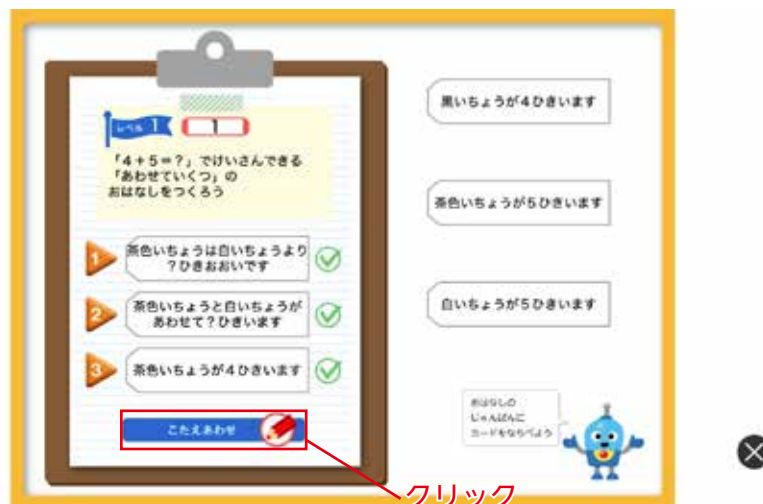 レベル 1
1
「4+5=?」でけいさんできる
「あわせていくつ」の
おはなしをつくろう
1
茶色いちょうは白いちょうより
?ひきおおいです
2
茶色いちょうと白いちょうが
あわせて?ひきいます
3
茶色いちょうが4ひきいます
こたえあわせ
黒いちょうが4ひきいます
茶色いちょうが5ひきいます
白いちょうが5ひきいます
おはなしの
じゅんばんに
カードをならべよう
クリック